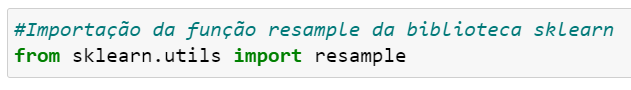 #Importação da função resample da biblioteca sklearn
from sklearn.utils import resample